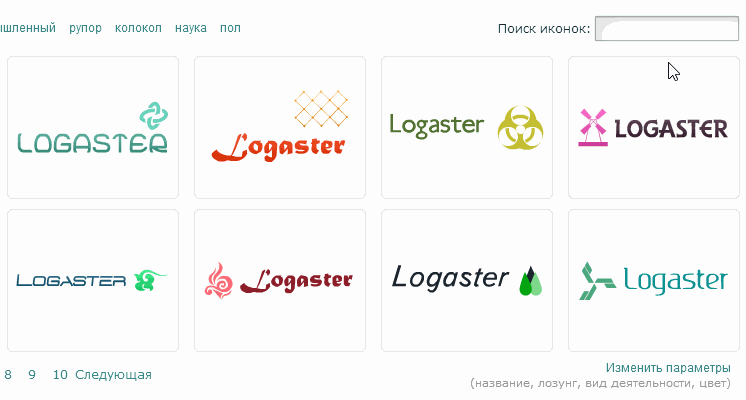 ышленный рупор колокол наука пол
Поиск иконок:
LOGASTER
Logaster
Logaster
LOGASTER
LOGASTER
Logaster
Logaster
Logaster
8 9 10 Следующая
Изменить параметры
(название, лозунг, вид деятельности, цвет)